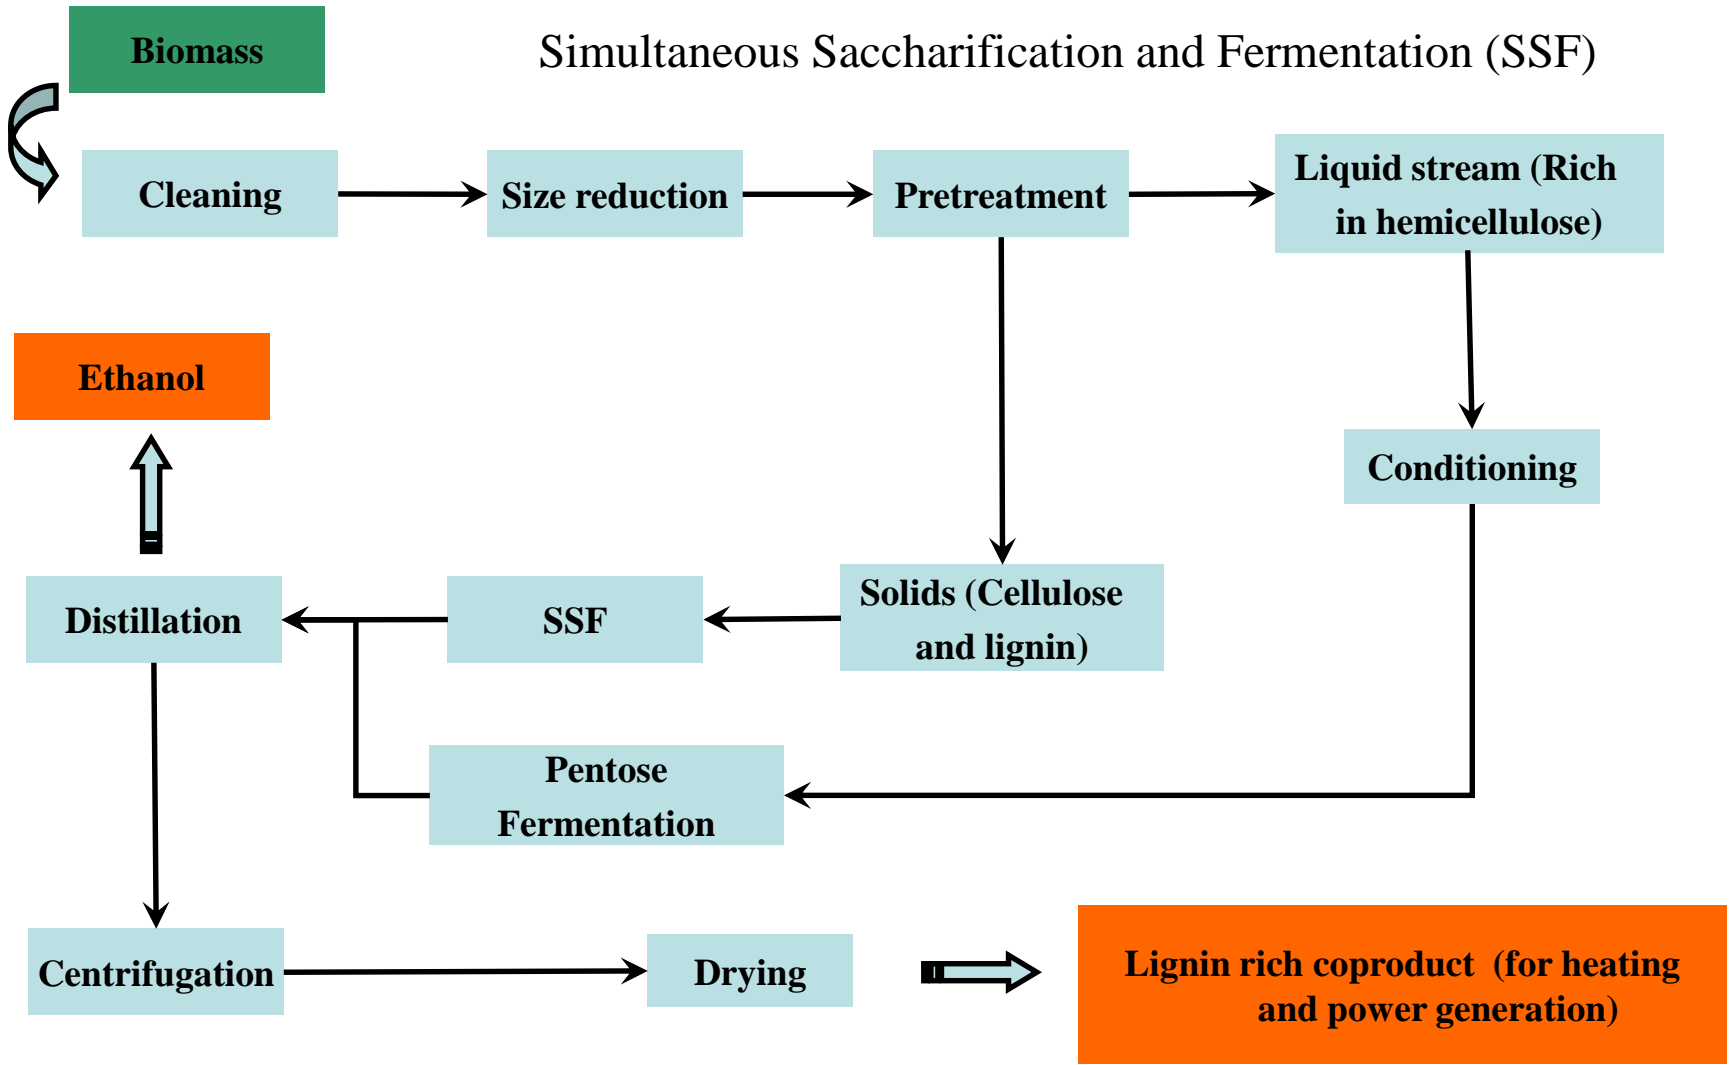 Biomass
Simultaneous Saccharification and Fermentation (SSF)
Cleaning
Size reduction
Pretreatment
Liquid stream (Rich
in hemicellulose)
Ethanol
Conditioning
Distillation
SSF
Solids (Cellulose
and lignin)
Pentose
Fermentation
Centrifugation
Drying
Lignin rich coproduct (for heating
and power generation)